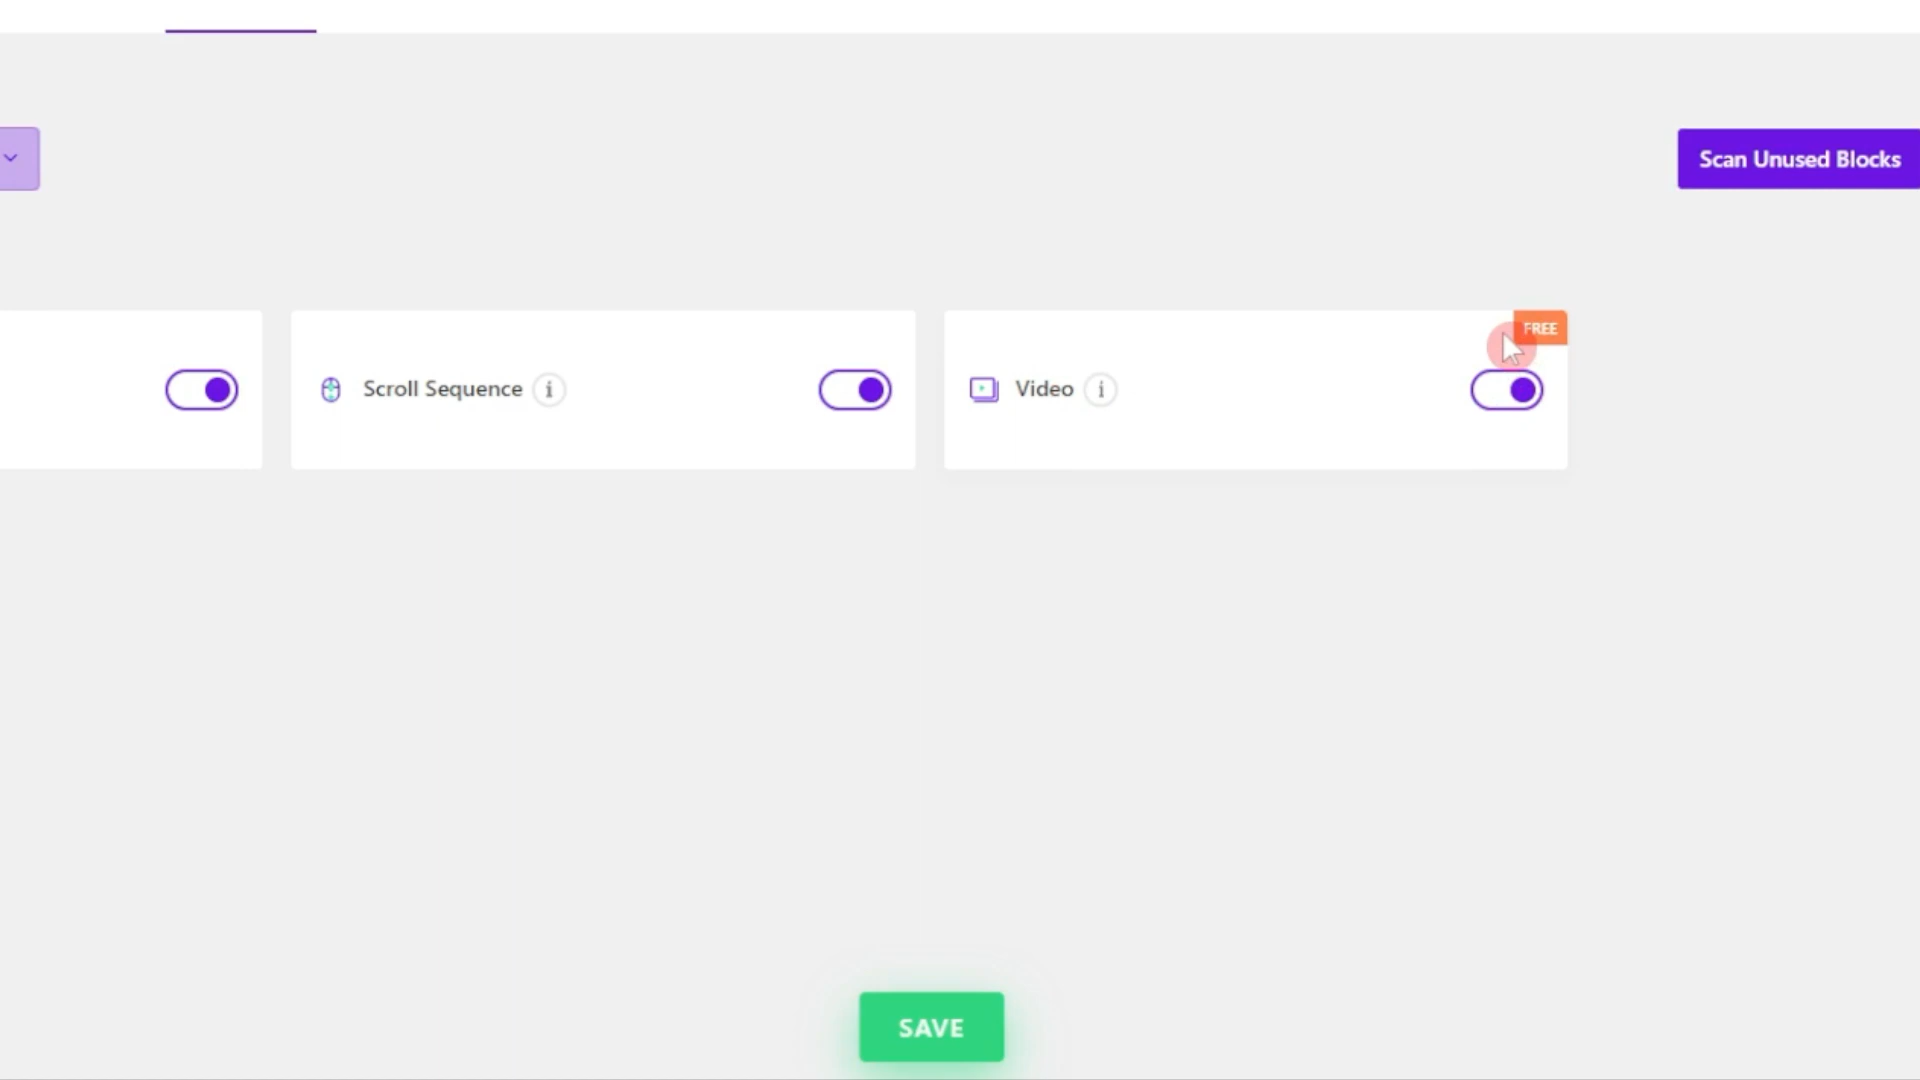 Scan Unused Blocks
FREE
Scroll Sequence i
Video i
SAVE